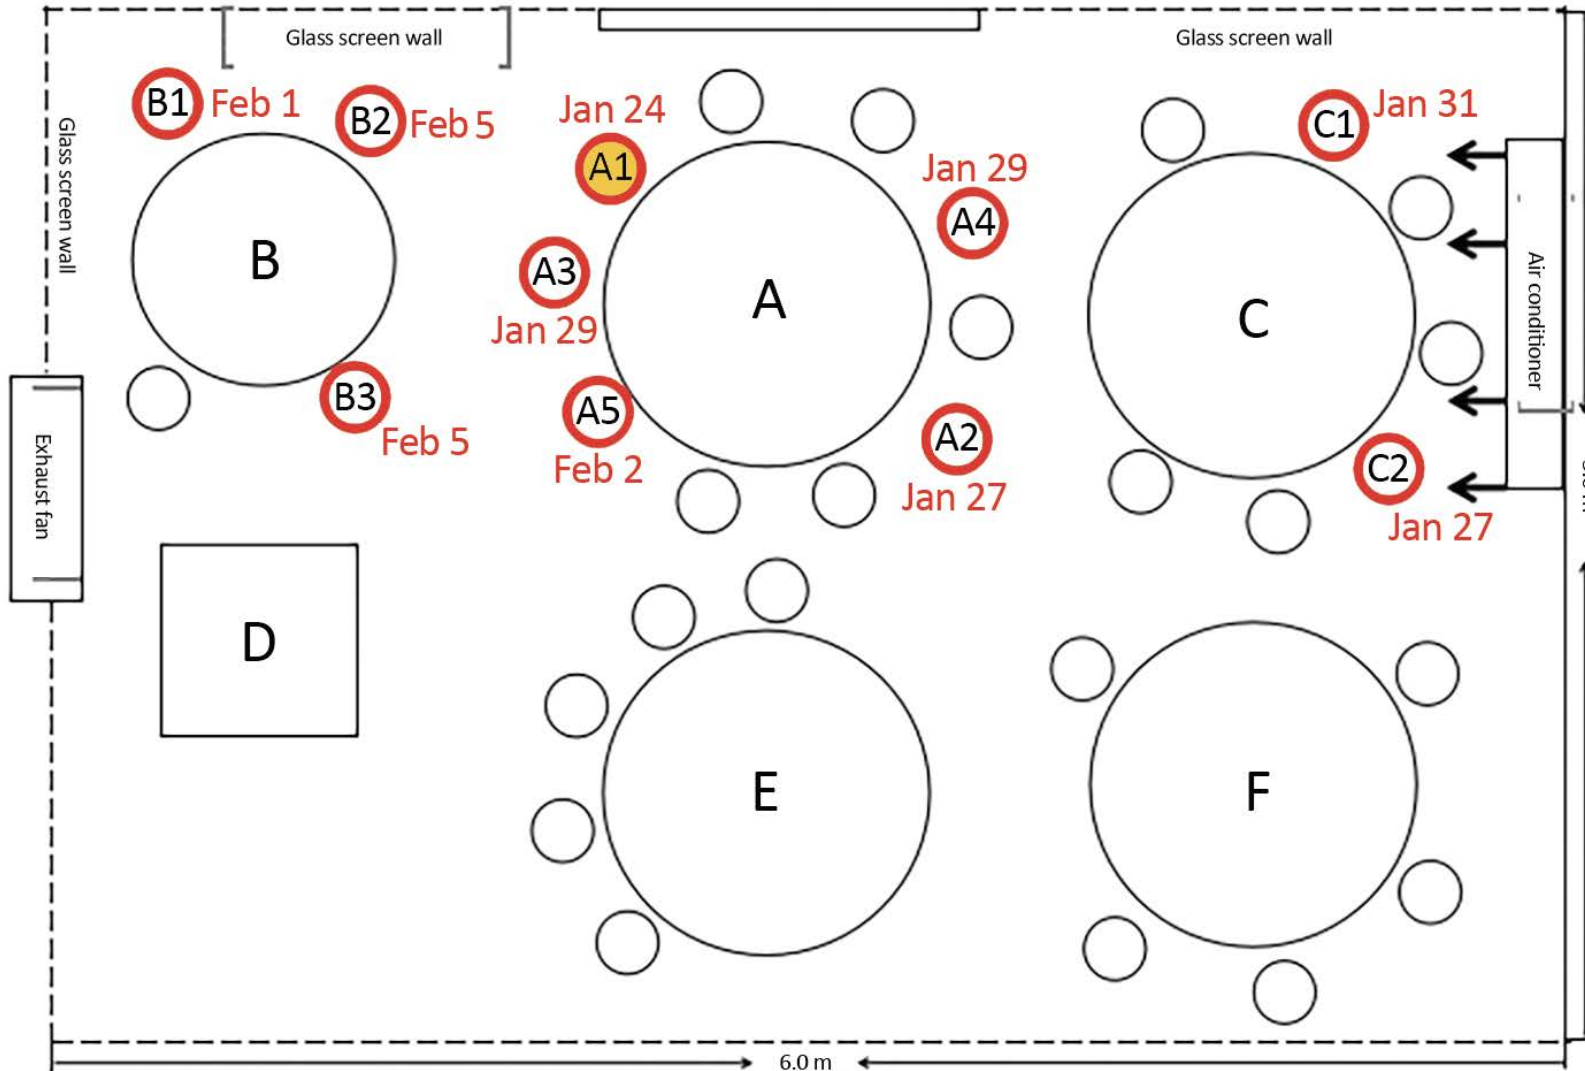 Glass screen wall
Glass screen wall
Glass screen wall
B1 Feb 1
B2 Feb 5
Jan 24
A1
Jan 29
A4
C1 Jan 31
B
A3
Jan 29
A
C
Air conditioner
B3
Feb 5
A5
Feb 2
A2
Jan 27
C2
Jan 27
Exhaust fan
D
E
F
6.0 m